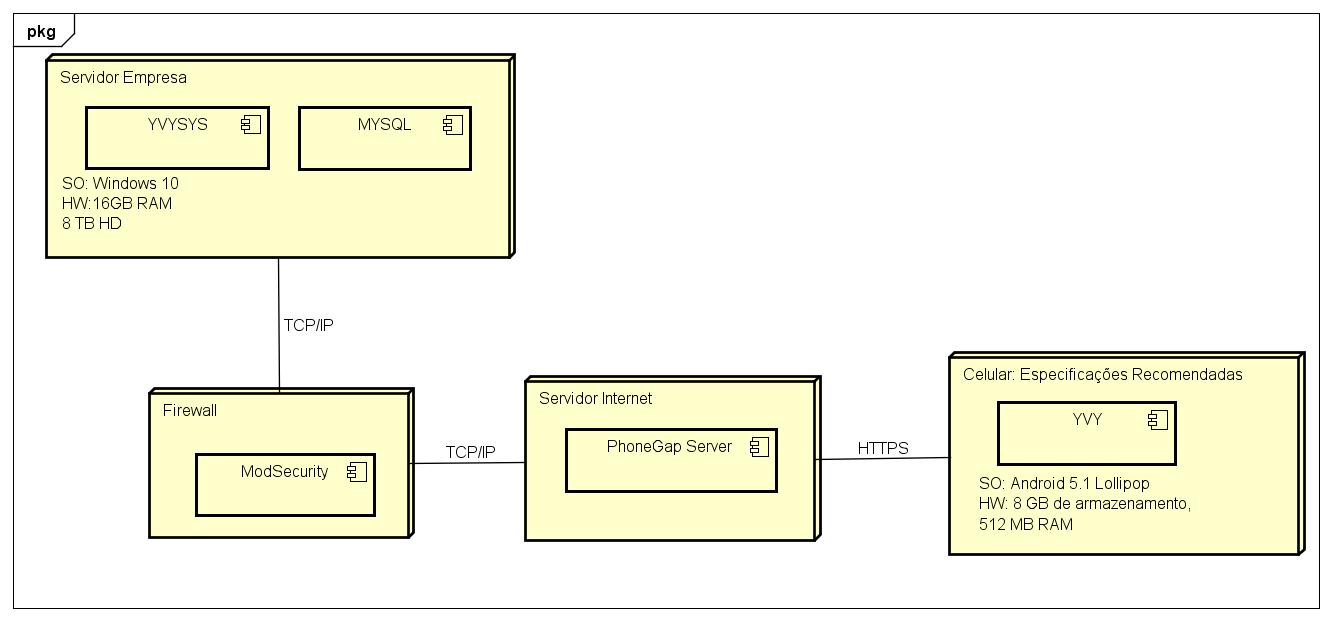 pkg
Servidor Empresa
YVYSYS
MYSQL
SO: Windows 10
HW:16GB RAM
8 TB HD
TCP/IP
Firewall
ModSecurity
TCP/IP
Servidor Internet
PhoneGap Server
HTTPS
Celular: Especificações Recomendadas
YVY
SO: Android 5.1 Lollipop
HW: 8 GB de armazenamento,
512 MB RAM